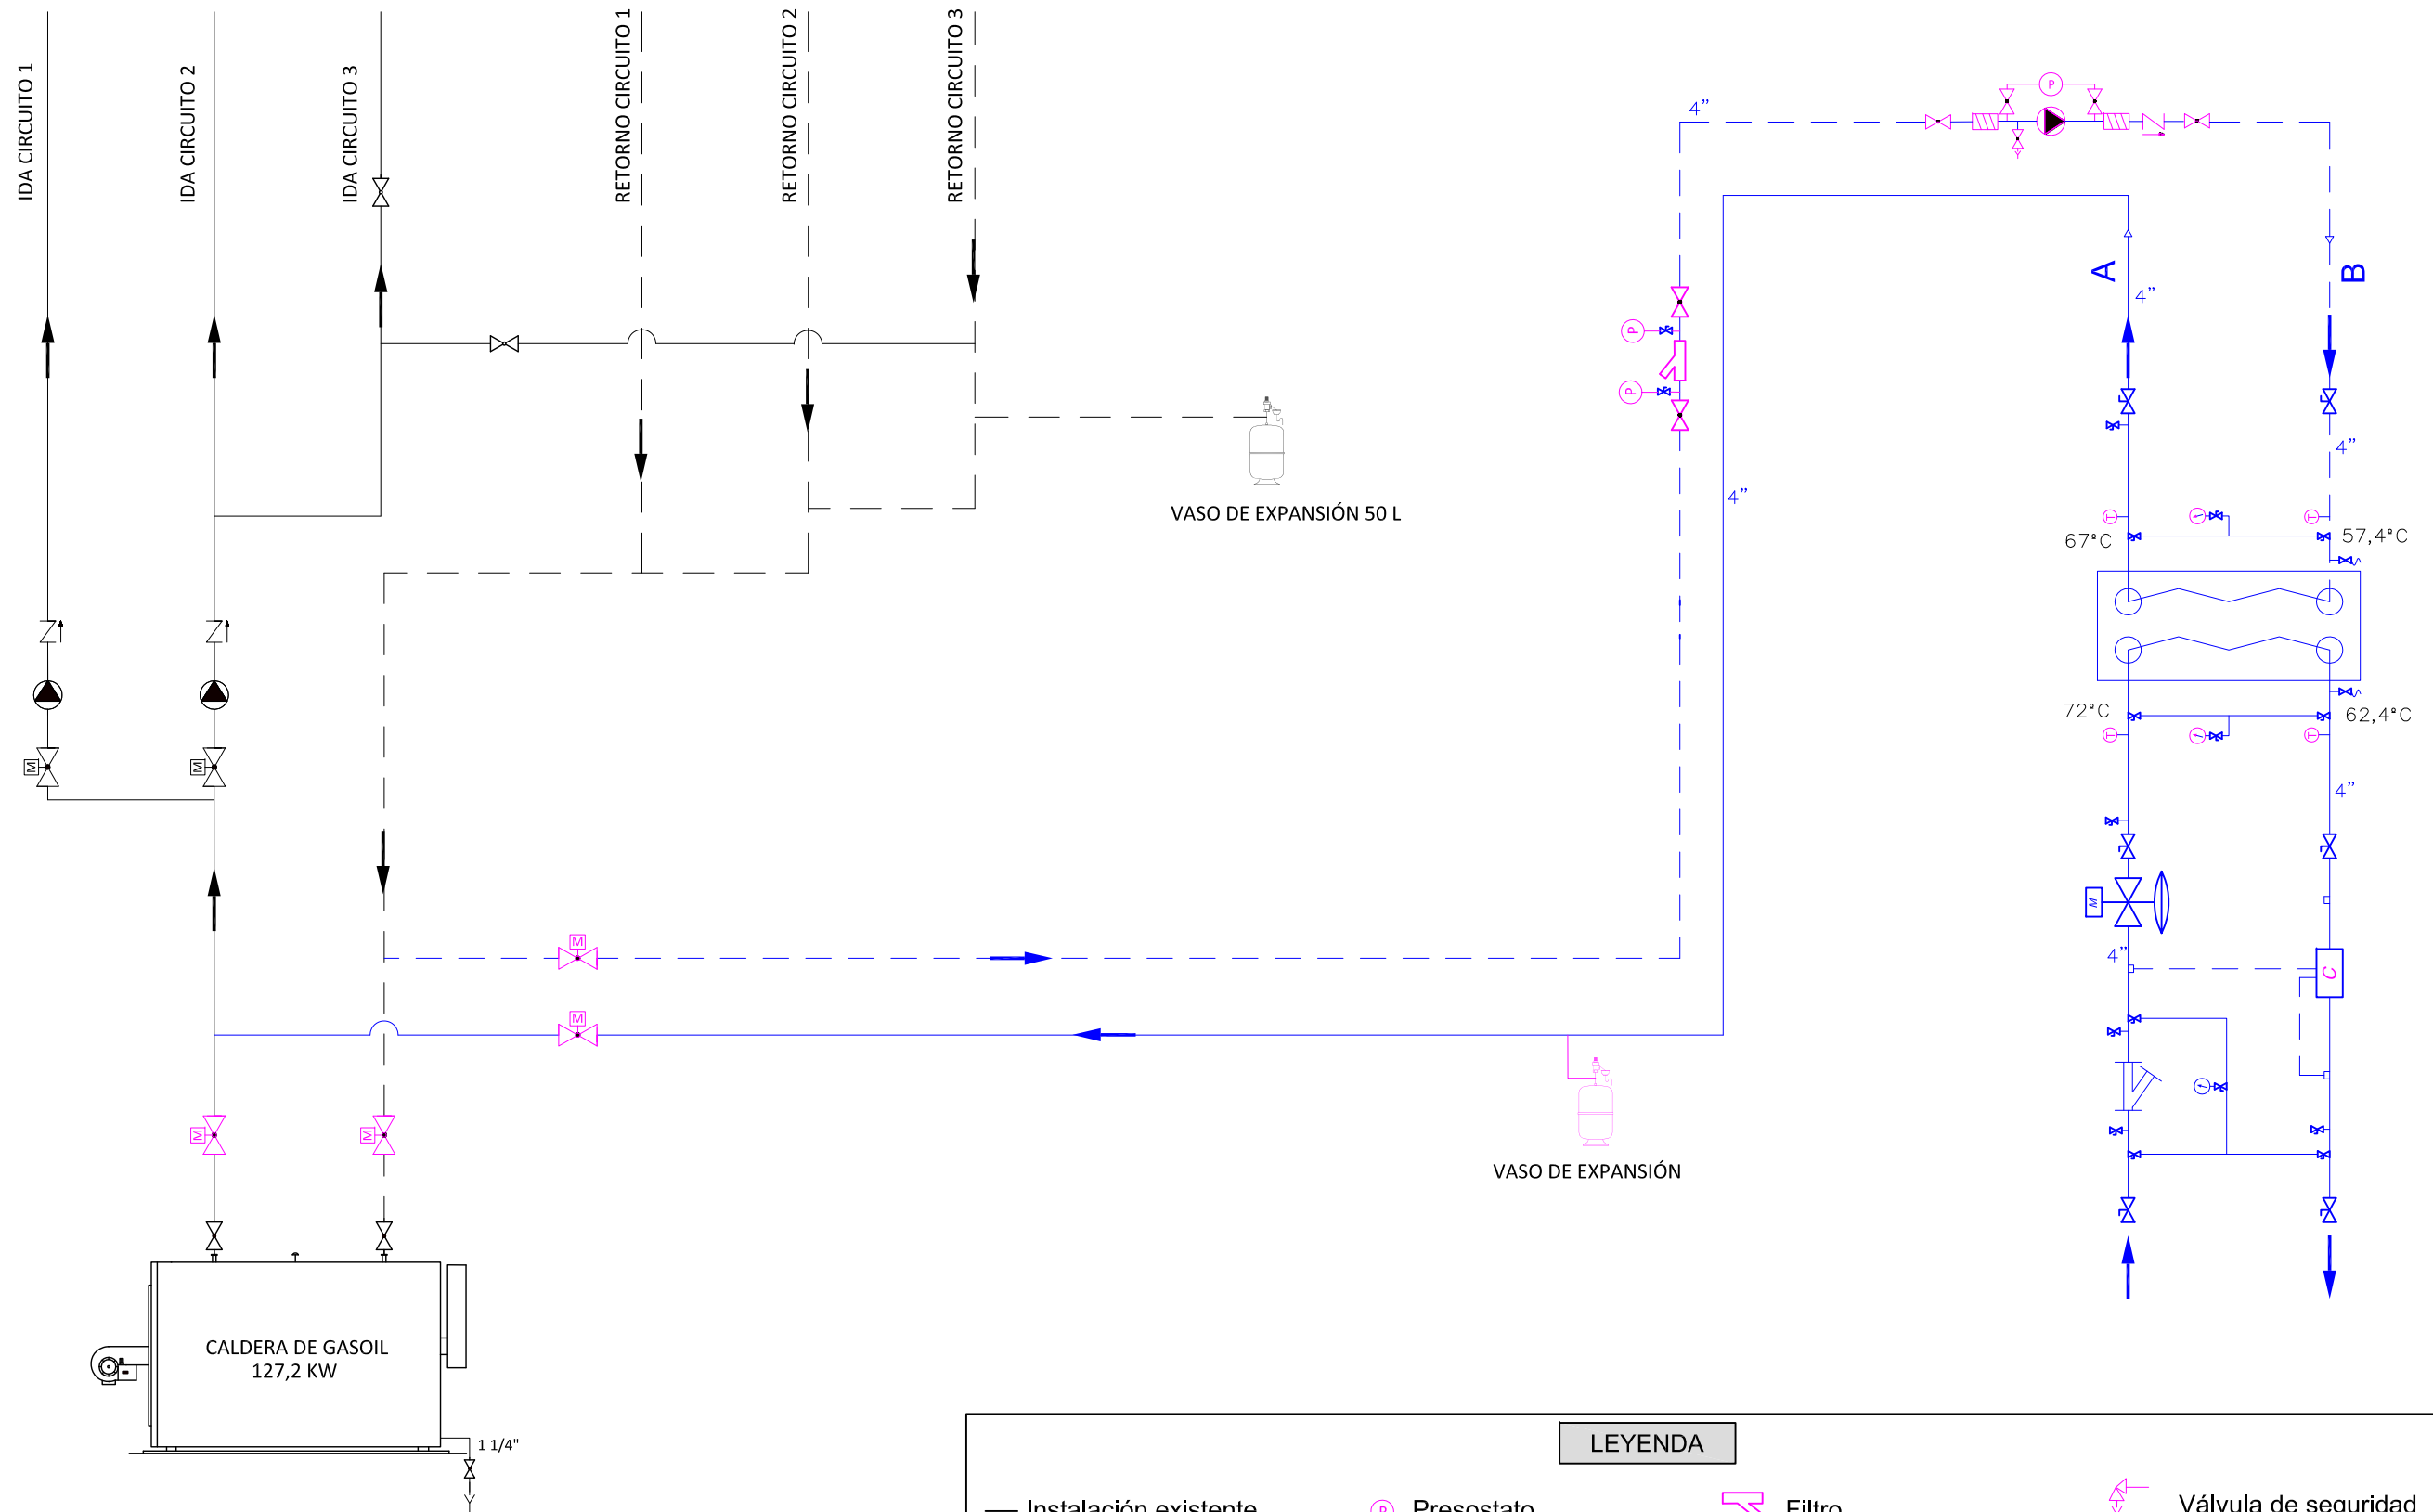 IDA CIRCUITO 1
IDA CIRCUITO 2
IDA CIRCUITO 3
RETORNO CIRCUITO 1
RETORNO CIRCUITO 2
RETORNO CIRCUITO 3
4”
P
A
B
4”
P
P
4”
4”
VASO DE EXPANSIÓN 50 L
T
T
67°C
57,4°C
72°C
62,4°C
T
T
M
M
4”
M
M
4”
C
M
M
M
VASO DE EXPANSIÓN
CALDERA DE GASOIL
127,2 KW
1 1/4"
LEYENDA
Instalación existente
P Presostato
Filtro
Válvula de seguridad